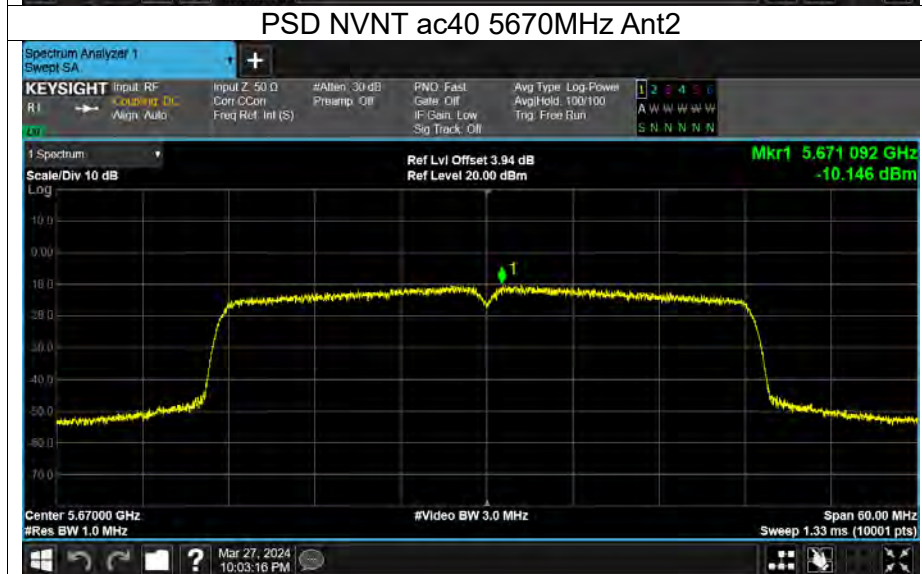 PSD NVNT ac40 5670MHz Ant2
Spectrum Analyzer 1
Swept SA
+
KEYSIGHT Input: RF
Coupling: DC
Align: Auto
Input Z: 50 Ω
Corr CCorr
Freq Ref: Int (S)
#Atten: 30 dB
Preamp: Off
PNO: Fast
Gate: Off
IF Gain: Low
Sig Track: Off
Avg Type: Log-Power
Avg|Hold: 100/100
Trig: Free Run
1 2 3 4 5 6
A W W W W W
S N N N N N
1 Spectrum
Scale/Div 10 dB
Log
Ref Lvl Offset 3.94 dB
Ref Level 20.00 dBm
Mkr1 5.671 092 GHz
-10.146 dBm
10.0
0.00
-10.0
-20.0
-30.0
-40.0
-50.0
-60.0
-70.0
1
Center 5.67000 GHz
#Res BW 1.0 MHz
#Video BW 3.0 MHz
Span 60.00 MHz
Sweep 1.33 ms (10001 pts)
?
Mar 27, 2024
10:03:16 PM